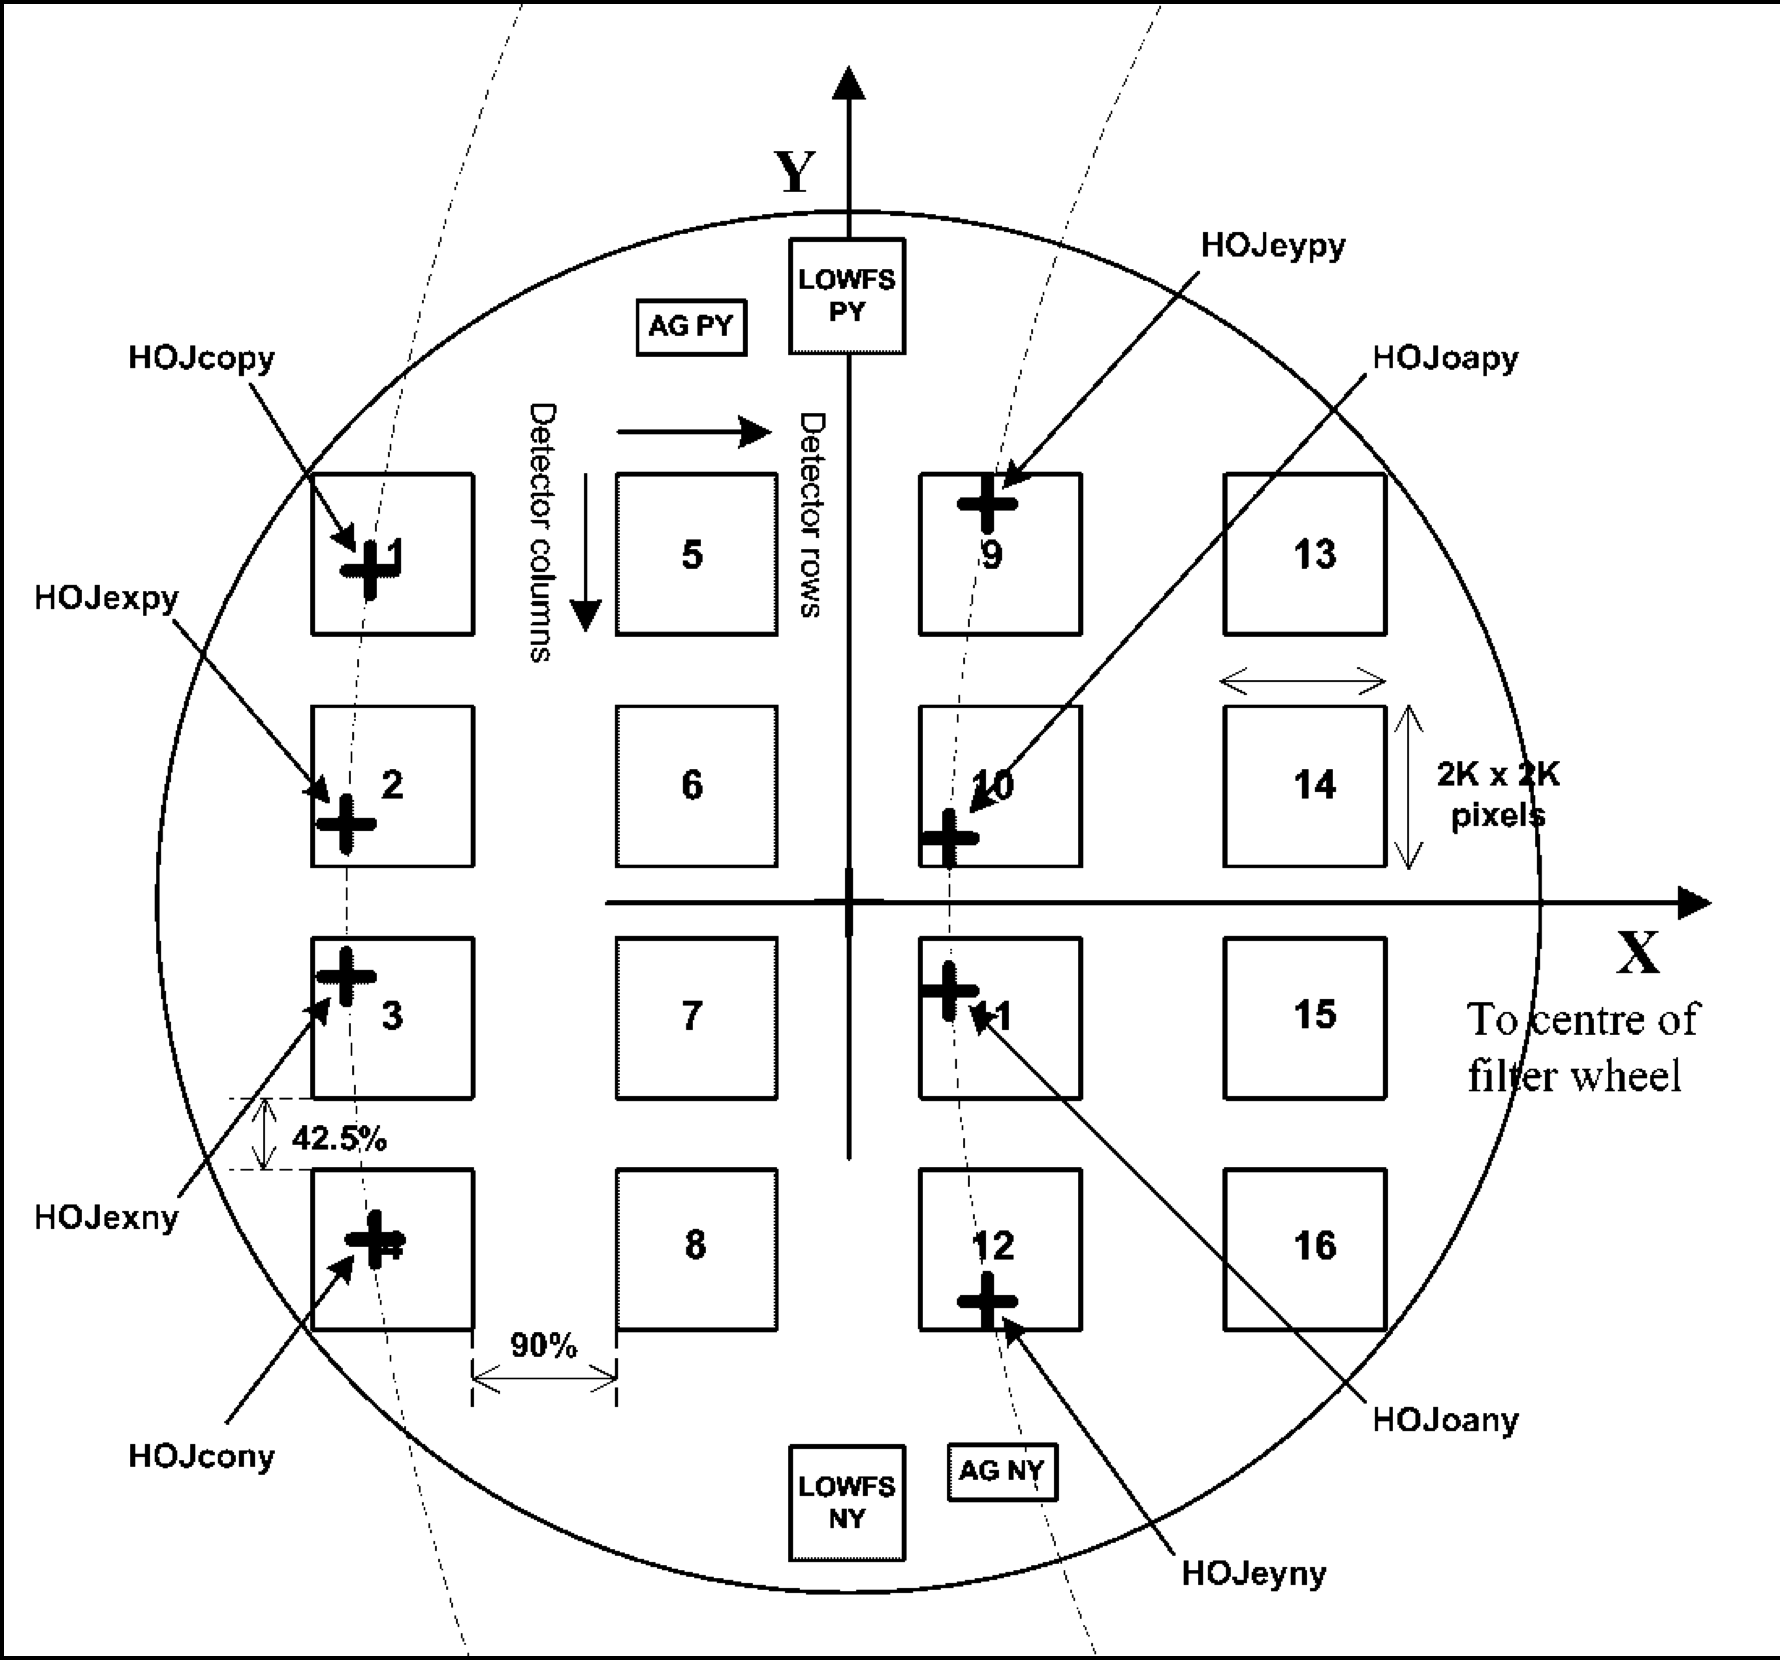 Y
HOJeypy
LOWFS
PY
AG PY
HOJcopy
HOJoapy
Detector columns
Detector rows
1
5
9
13
HOJexpy
2
6
10
14
2K x 2K
pixels
X
3
7
11
15
To centre of
filter wheel
42.5%
HOJexny
4
8
12
16
90%
HOJoany
HOJcony
LOWFS
NY
AG NY
HOJeyny